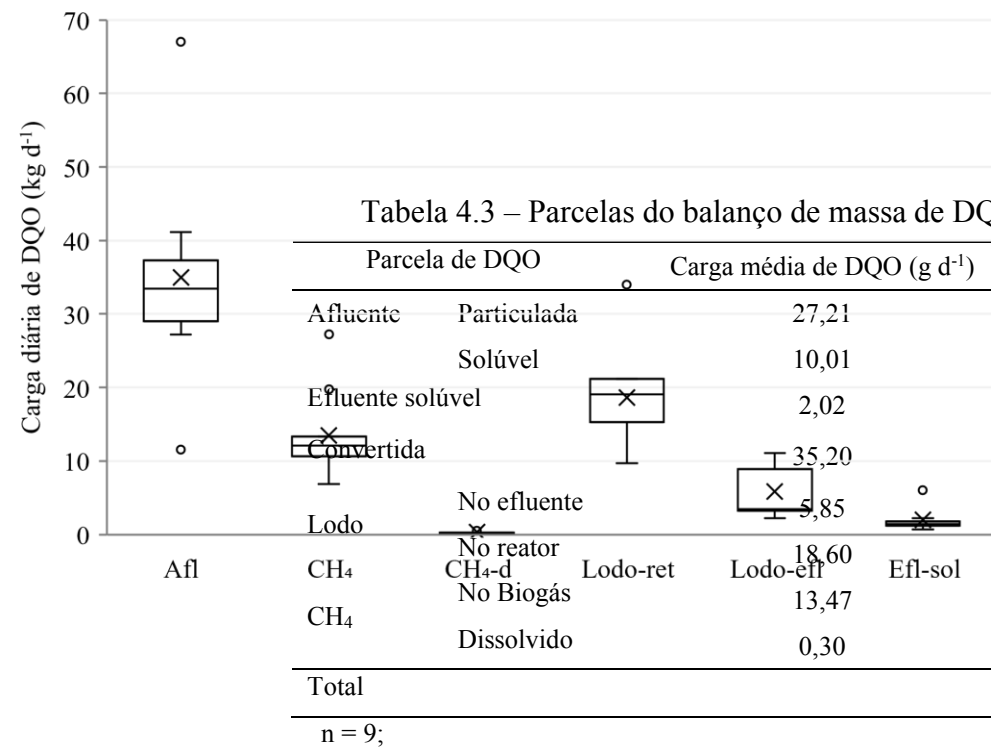 70
60
50
40
30
20
10
0
Carga diária de DQO (kg d-1)
Afl CH₄ CH₄-d Lodo-ret Lodo-efl Efl-sol
Tabela 4.3 – Parcelas do balanço de massa de DQ
Parcela de DQO Carga média de DQO (g d-1)
Afluente Particulada 27,21
Solúvel 10,01
Efluente solúvel 2,02
Convertida 35,20
Lodo No efluente 5,85
No reator 18,60
CH₄ No Biogás 13,47
Dissolvido 0,30
Total
n = 9;